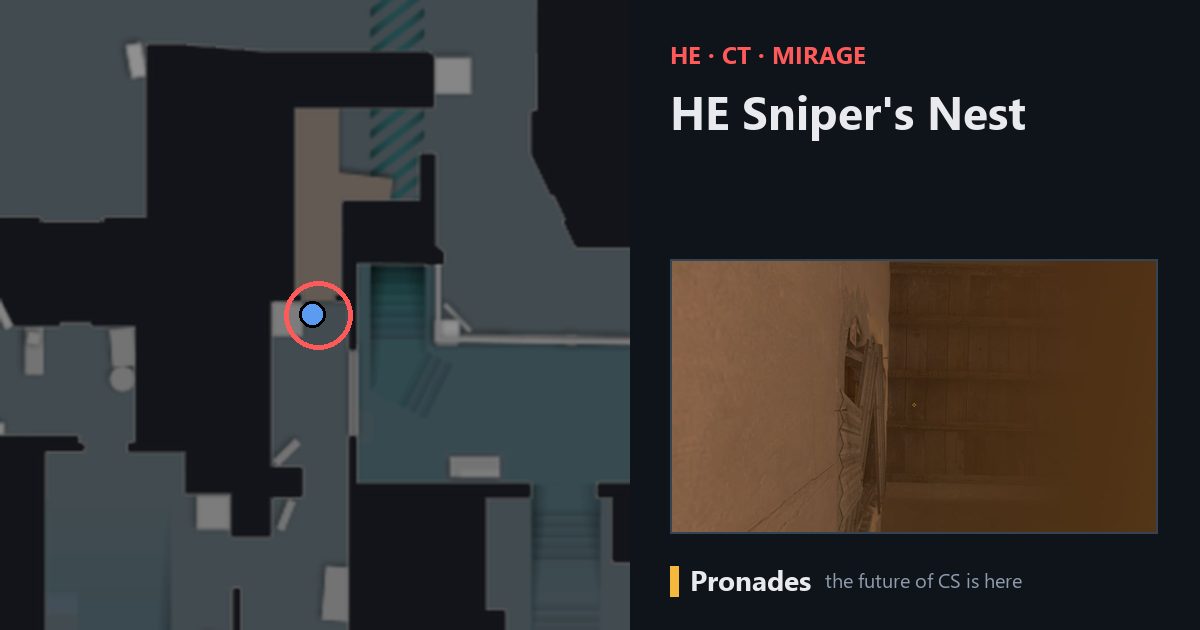 HE · CT · MIRAGE
HE Sniper's Nest
Pronades the future of CS is here